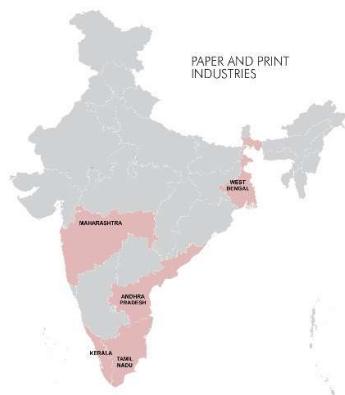 PAPER AND PRINT
INDUSTRIES
WEST
BENGAL
MAHARASHTRA
ANDHRA
PRADESH
KERALA
TAMIL
NADU